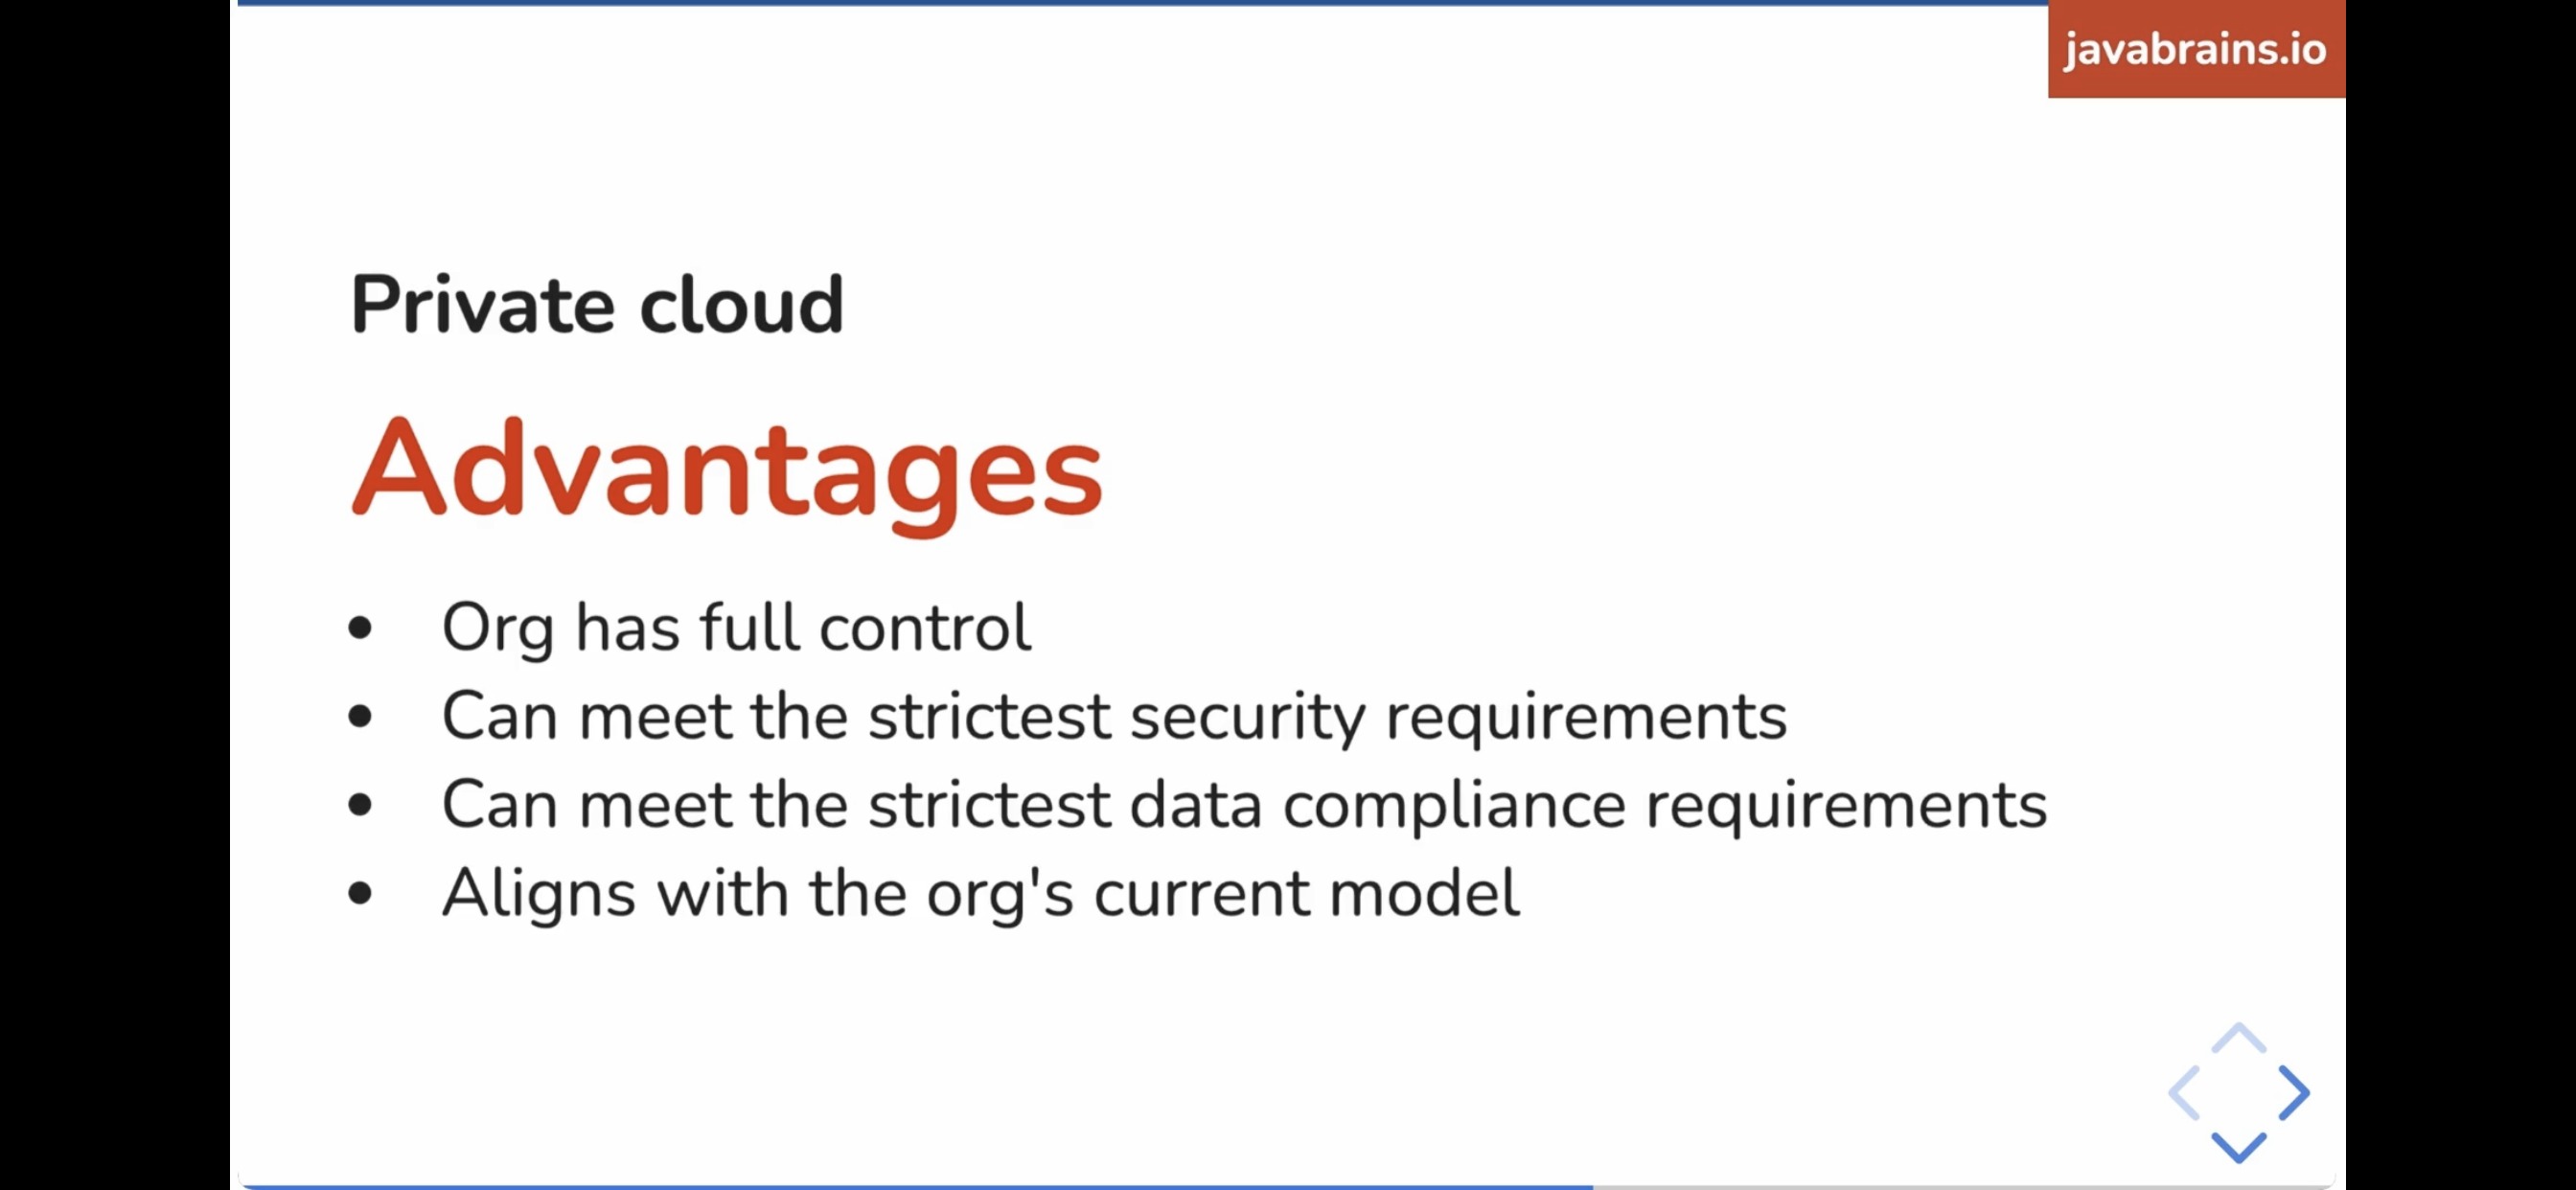 javabrains.io
Private cloud
Advantages
• Org has full control
• Can meet the strictest security requirements
• Can meet the strictest data compliance requirements
• Aligns with the org's current model